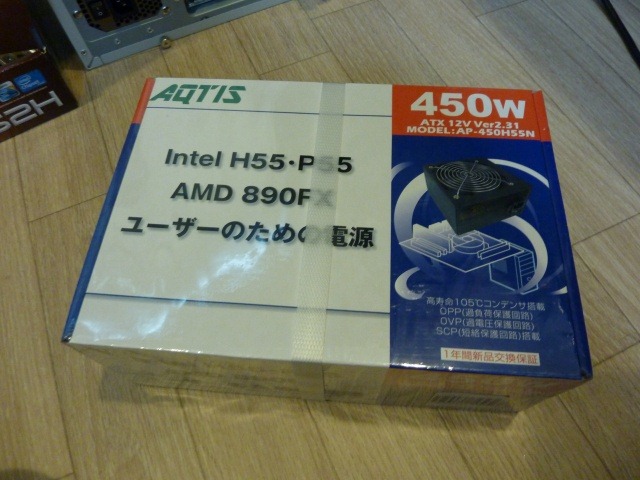 AQTIS
450W
ATX 12V Ver2.31
MODEL:AP-450H55N
Intel H55・P55
AMD 890FX
ユーザーのための電源
高寿命105℃コンデンサ搭載
OPP(過負荷保護回路)
OVP(過電圧保護回路)
SCP(短絡保護回路)搭載
1年間新品交換保証